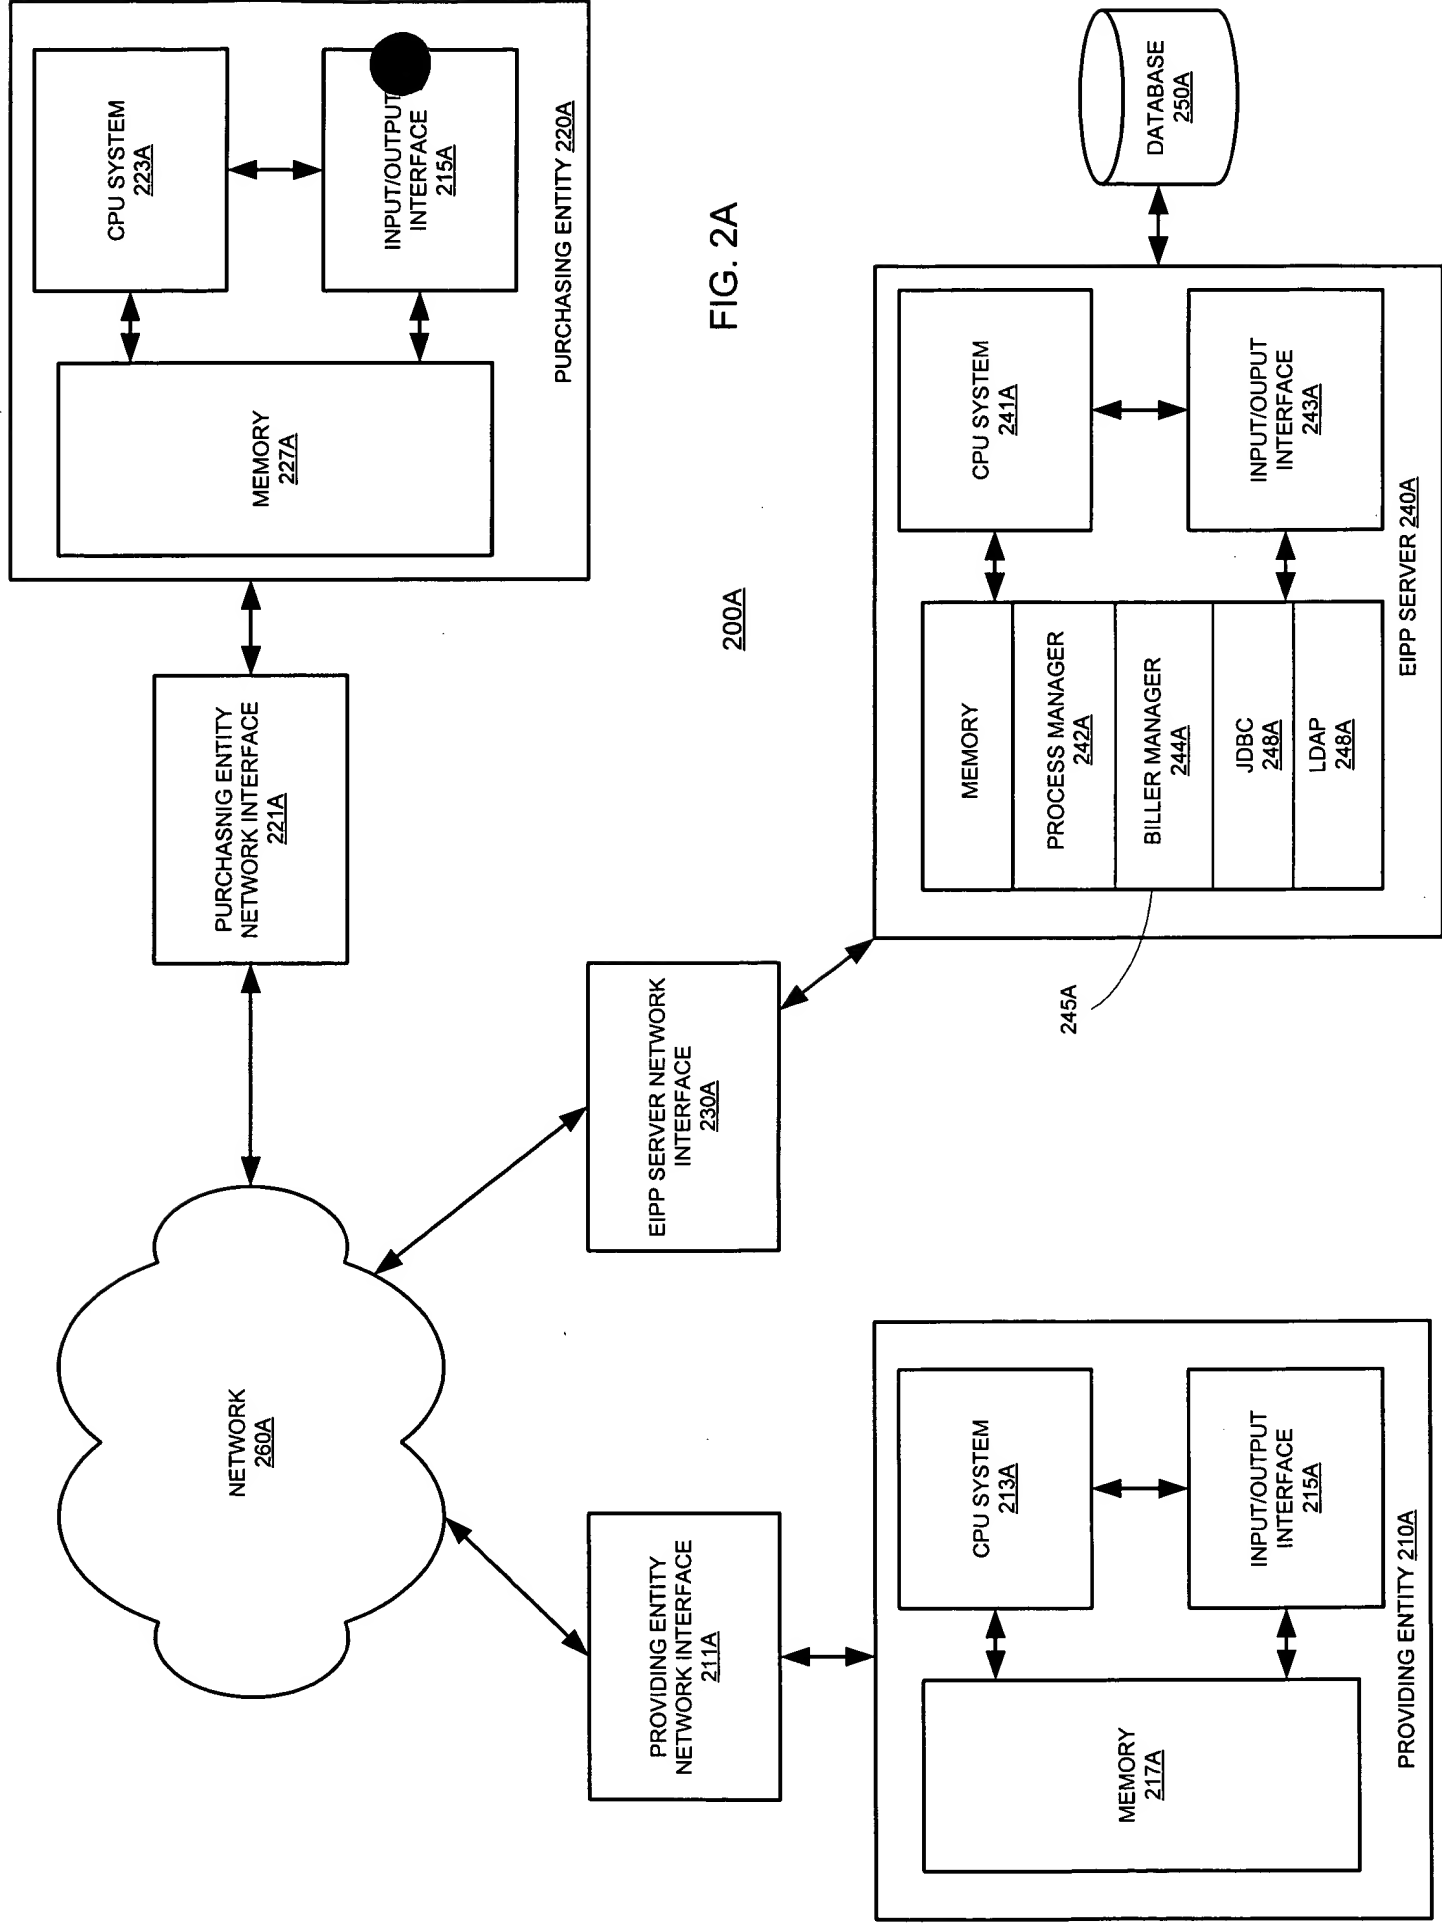 NETWORK
260A
PROVIDING ENTITY
NETWORK INTERFACE
211A
MEMORY
217A
CPU SYSTEM
213A
INPUT/OUTPUT
INTERFACE
215A
PROVIDING ENTITY 210A
EIPP SERVER NETWORK
INTERFACE
230A
PURCHASNIG ENTITY
NETWORK INTERFACE
221A
MEMORY
227A
CPU SYSTEM
223A
INPUT/OUTPUT
INTERFACE
215A
PURCHASING ENTITY 220A
200A
FIG. 2A
245A
MEMORY
PROCESS MANAGER
242A
BILLER MANAGER
244A
JDBC
248A
LDAP
248A
CPU SYSTEM
241A
INPUT/OUPUT
INTERFACE
243A
EIPP SERVER 240A
DATABASE
250A